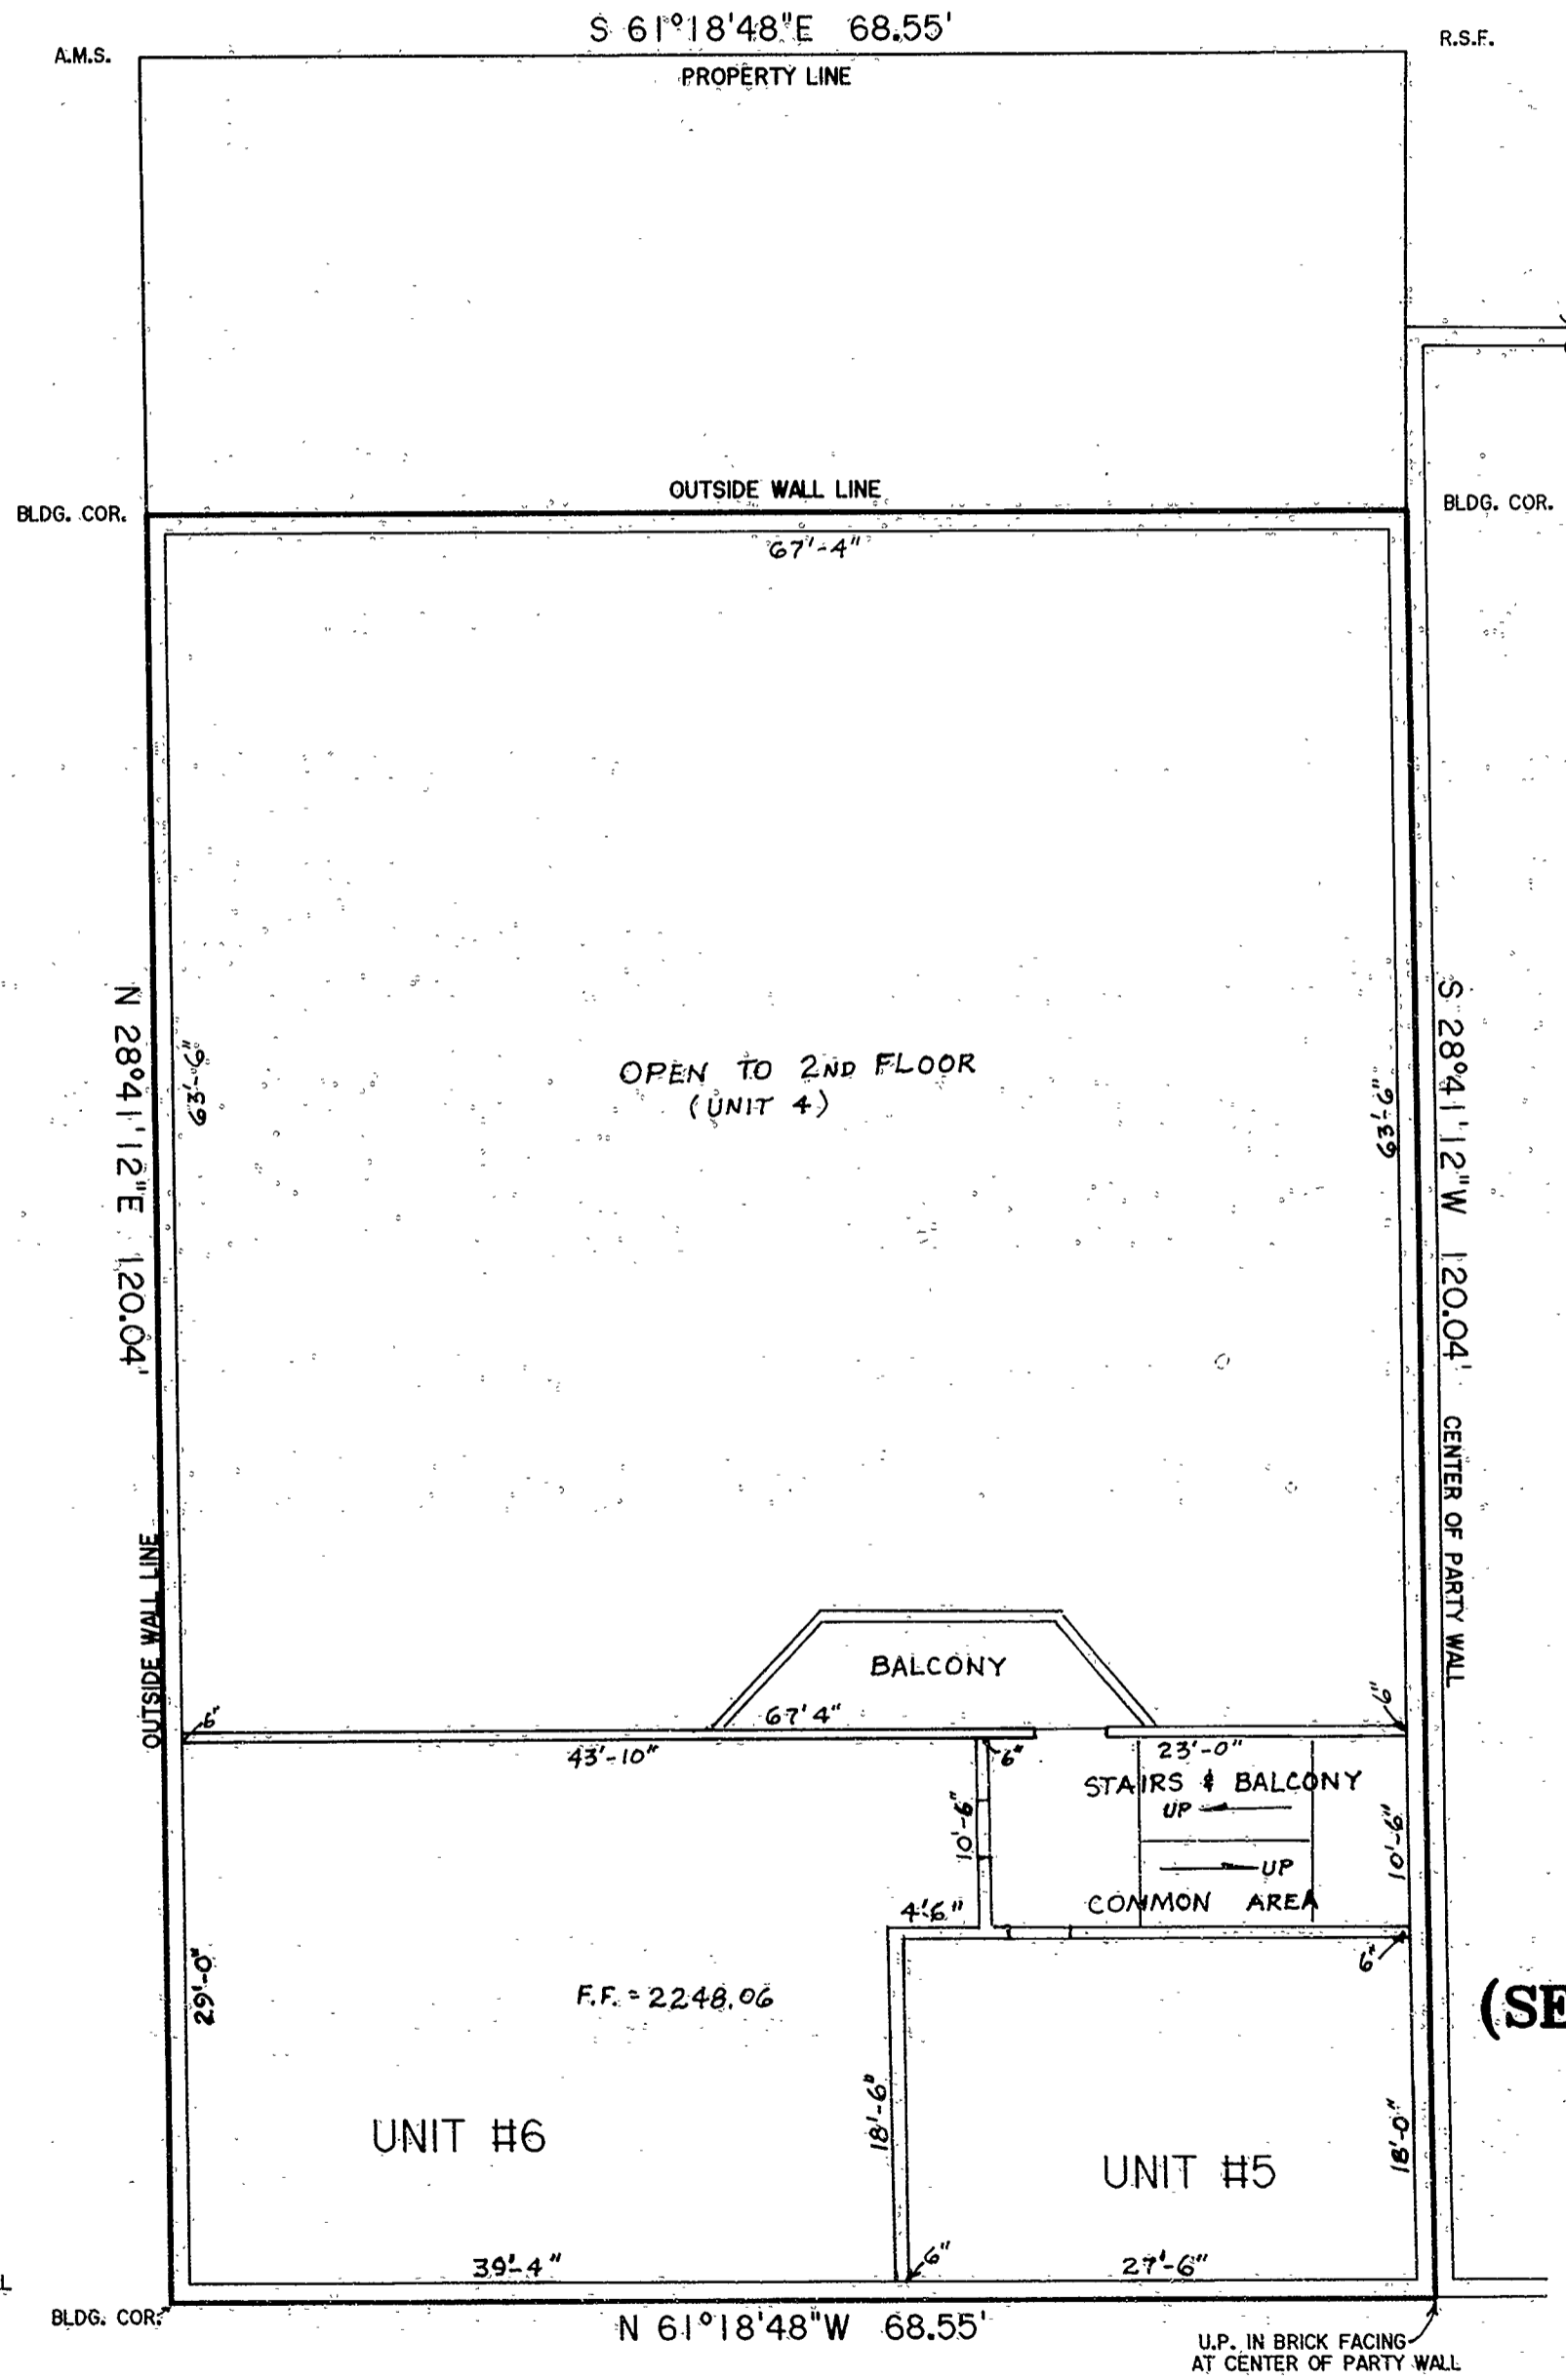 S 61°18'48"E 68.55'
A.M.S.
R.S.F.
PROPERTY LINE
OUTSIDE WALL LINE
BLDG. COR.
BLDG. COR.
67'-4"
N 28°41'12"E 120.04'
63'-6"
OPEN TO 2ND FLOOR
(UNIT 4)
63'-6"
S 28°41'12"W 120.04'
CENTER OF PARTY WALL
OUTSIDE WALL LINE
BALCONY
6"
67'4"
6"
43'-10"
6"
23'-0"
STAIRS & BALCONY
UP
10'-6"
10'-6"
UP
4'6"
COMMON AREA
6"
29'-0"
F.F. = 2248.06
(SE
18'-6"
18'-0"
UNIT #6
UNIT #5
39'-4"
6"
27'-6"
L
BLDG. COR.
N 61°18'48"W 68.55'
U.P. IN BRICK FACING
AT CENTER OF PARTY WALL